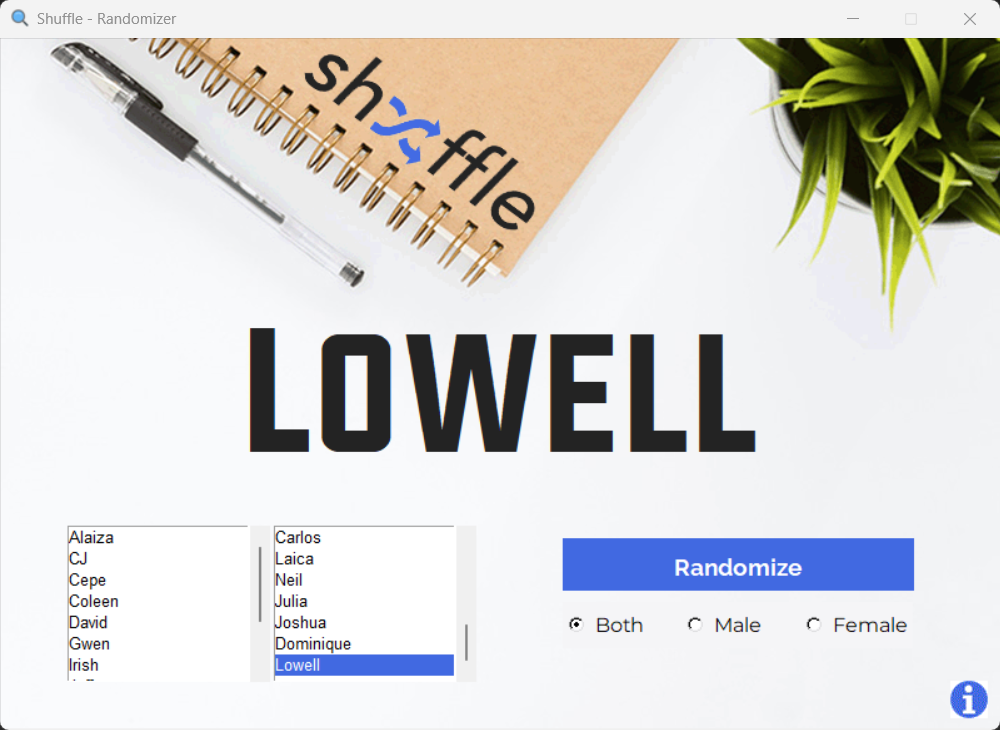 Shuffle - Randomizer
shuffle
LOWELL
Alaiza
CJ
Cepe
Coleen
David
Gwen
Irish
Carlos
Laica
Neil
Julia
Joshua
Dominique
Lowell
Randomize
Both
Male
Female